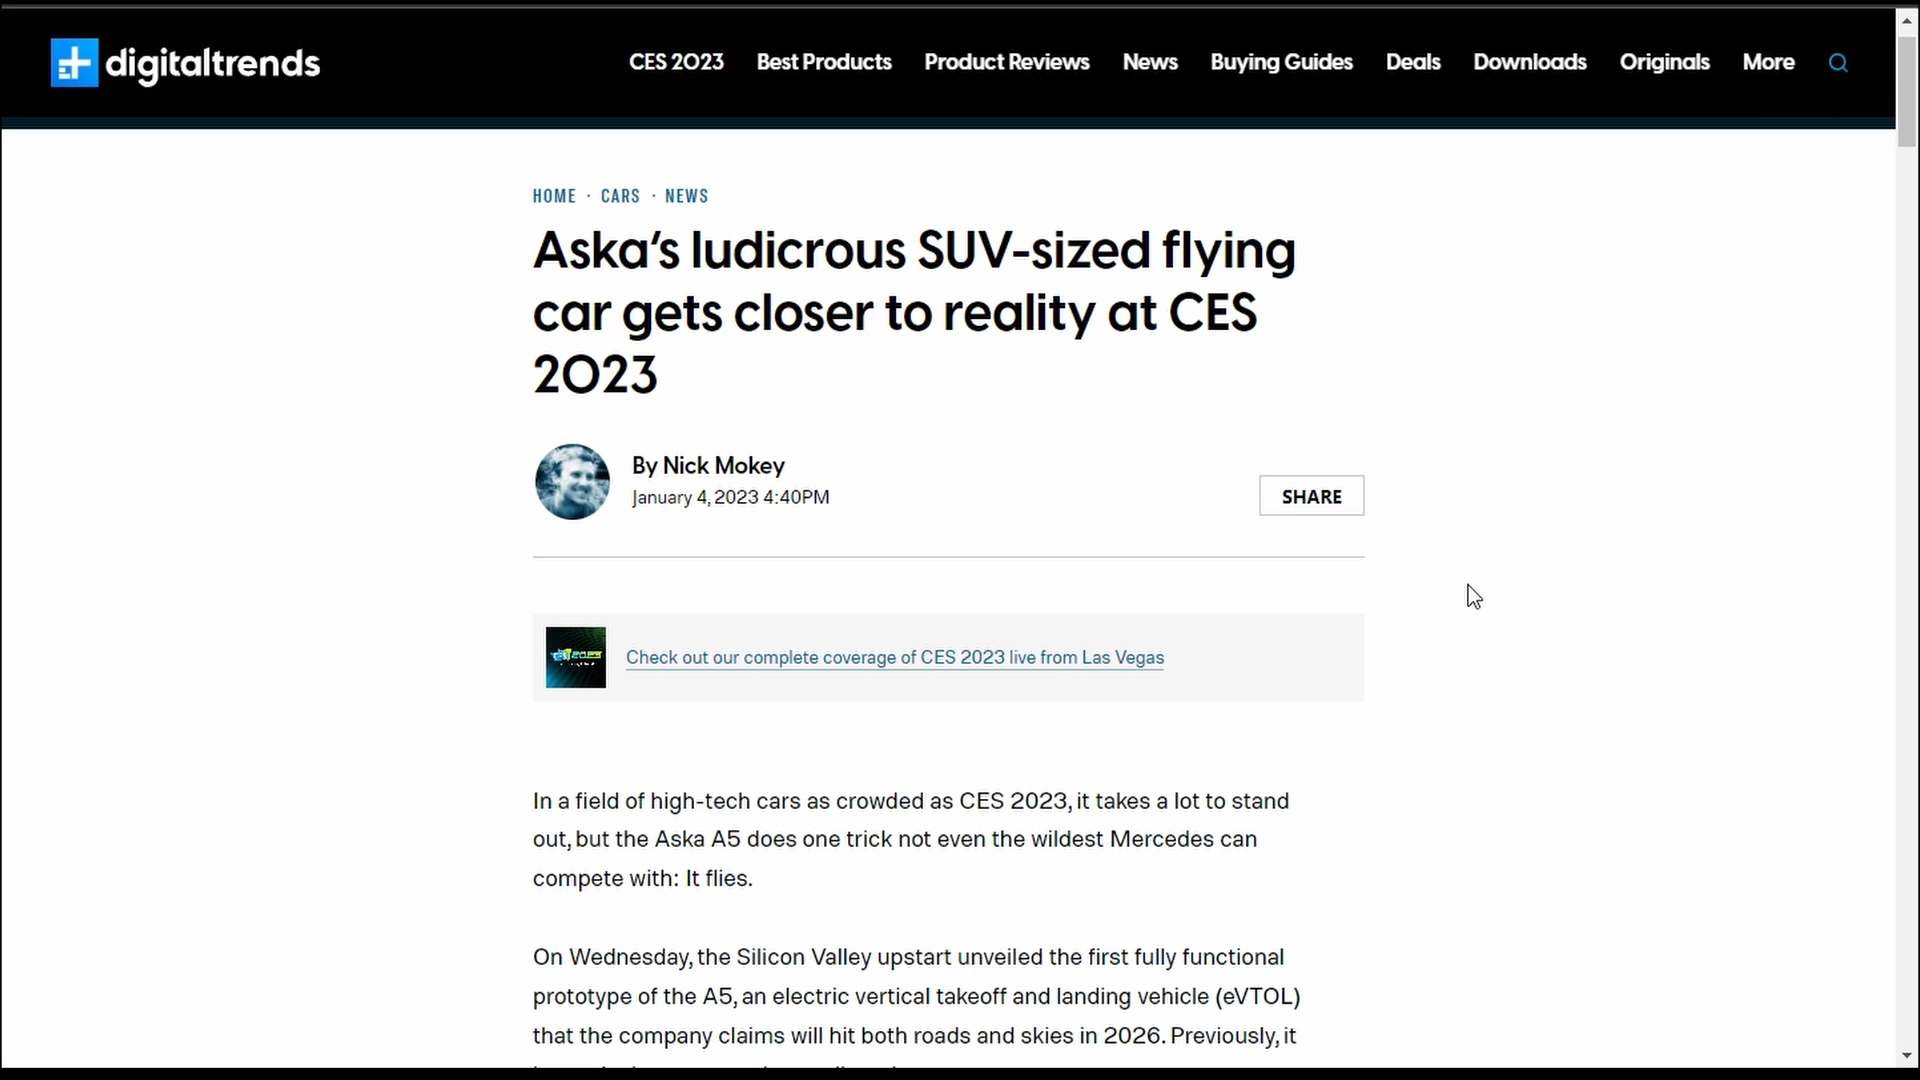 digitaltrends
CES 2023 Best Products Product Reviews News Buying Guides Deals Downloads Originals More
HOME · CARS · NEWS
Aska's ludicrous SUV-sized flying
car gets closer to reality at CES
2023
By Nick Mokey
January 4, 2023 4:40PM
SHARE
Check out our complete coverage of CES 2023 live from Las Vegas
In a field of high-tech cars as crowded as CES 2023, it takes a lot to stand
out, but the Aska A5 does one trick not even the wildest Mercedes can
compete with: It flies.
On Wednesday, the Silicon Valley upstart unveiled the first fully functional
prototype of the A5, an electric vertical takeoff and landing vehicle (eVTOL)
that the company claims will hit both roads and skies in 2026. Previously, it